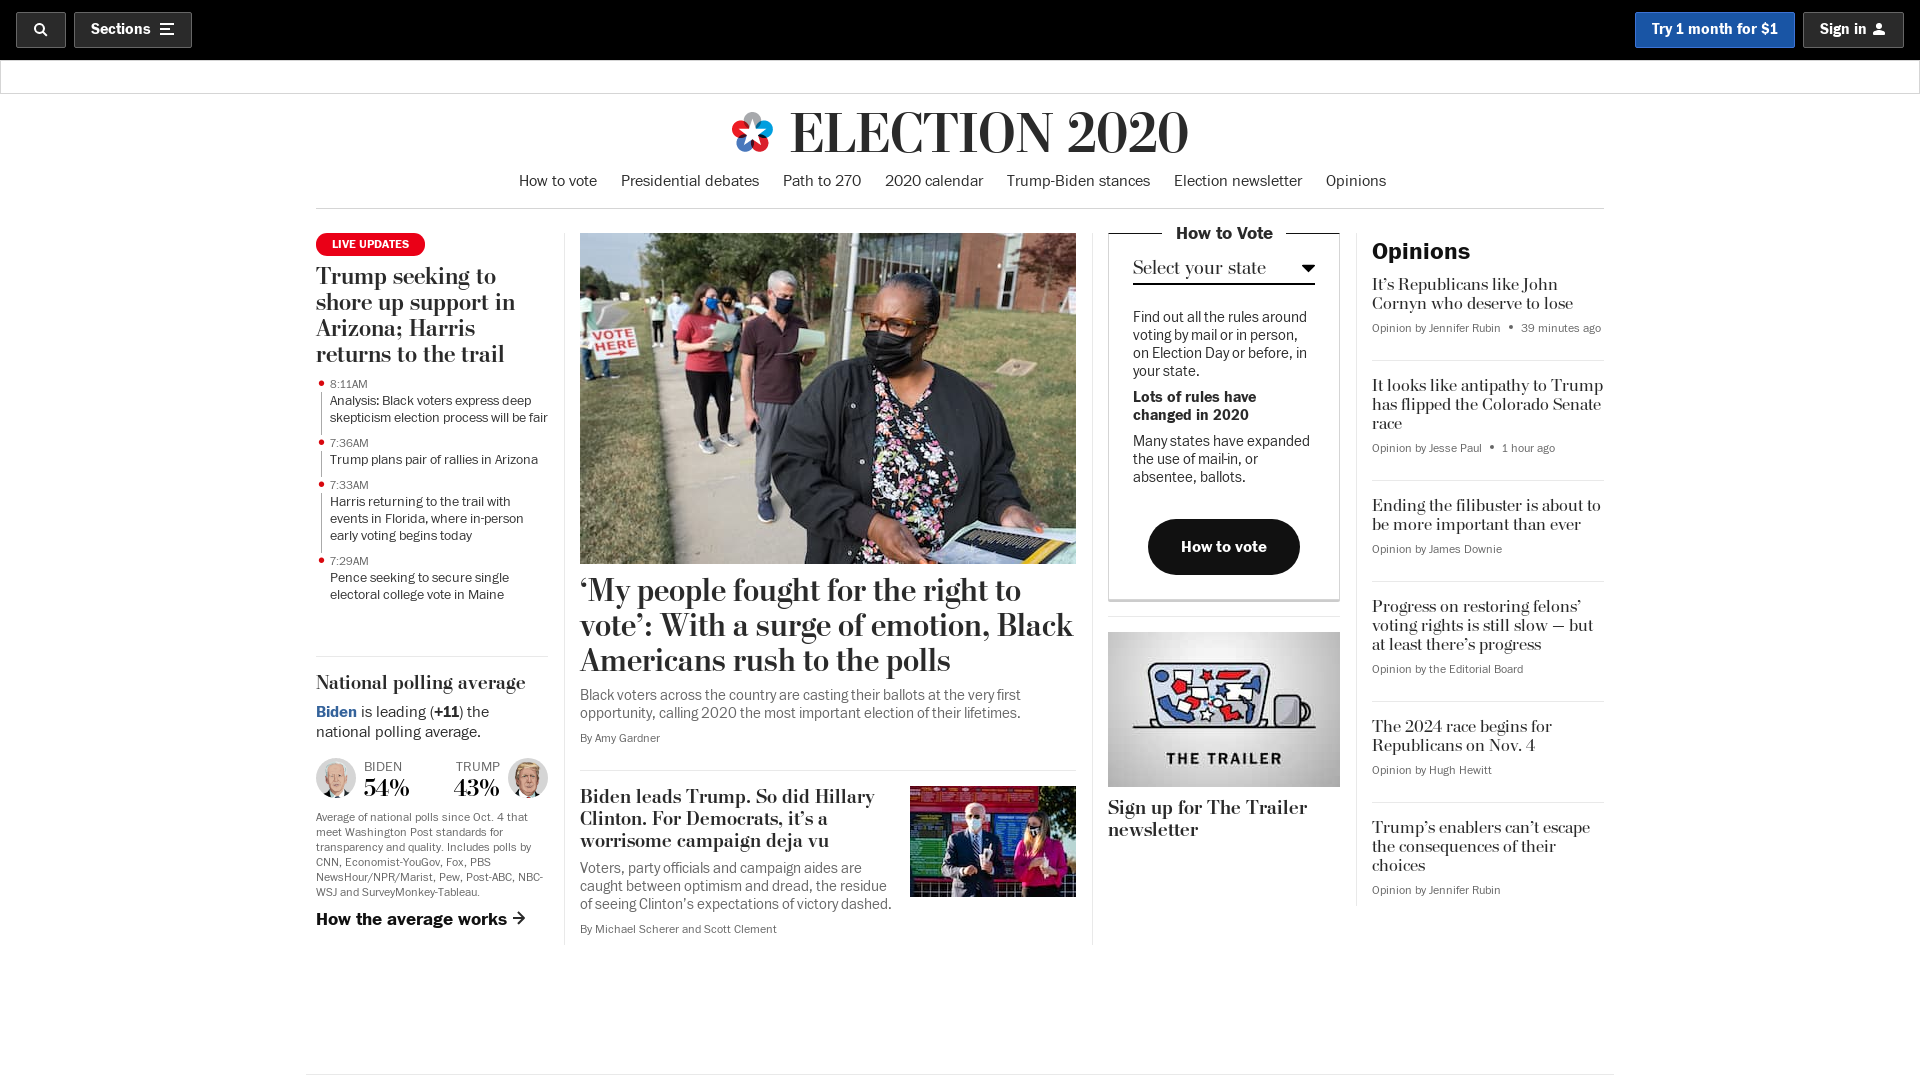 Sections
Try 1 month for $1
Sign in
ELECTION 2020
How to vote
Presidential debates
Path to 270
2020 calendar
Trump-Biden stances
Election newsletter
Opinions
LIVE UPDATES
Trump seeking to
shore up support in
Arizona; Harris
returns to the trail
8:11AM
Analysis: Black voters express deep
skepticism election process will be fair
7:36AM
Trump plans pair of rallies in Arizona
7:33AM
Harris returning to the trail with
events in Florida, where in-person
early voting begins today
7:29AM
Pence seeking to secure single
electoral college vote in Maine
National polling average
Biden is leading (+11) the
national polling average.
BIDEN
54%
TRUMP
43%
Average of national polls since Oct. 4 that
meet Washington Post standards for
transparency and quality. Includes polls by
CNN, Economist-YouGov, Fox, PBS
NewsHour/NPR/Marist, Pew, Post-ABC, NBC-
WSJ and SurveyMonkey-Tableau.
How the average works →
VOTE
HERE
‘My people fought for the right to
vote’: With a surge of emotion, Black
Americans rush to the polls
Black voters across the country are casting their ballots at the very first
opportunity, calling 2020 the most important election of their lifetimes.
By Amy Gardner
Biden leads Trump. So did Hillary
Clinton. For Democrats, it’s a
worrisome campaign deja vu
Voters, party officials and campaign aides are
caught between optimism and dread, the residue
of seeing Clinton's expectations of victory dashed.
By Michael Scherer and Scott Clement
How to Vote
Select your state
Find out all the rules around
voting by mail or in person,
on Election Day or before, in
your state.
Lots of rules have
changed in 2020
Many states have expanded
the use of mail-in, or
absentee, ballots.
How to vote
THE TRAILER
Sign up for The Trailer
newsletter
Opinions
It’s Republicans like John
Cornyn who deserve to lose
Opinion by Jennifer Rubin • 39 minutes ago
It looks like antipathy to Trump
has flipped the Colorado Senate
race
Opinion by Jesse Paul • 1 hour ago
Ending the filibuster is about to
be more important than ever
Opinion by James Downie
Progress on restoring felons’
voting rights is still slow — but
at least there’s progress
Opinion by the Editorial Board
The 2024 race begins for
Republicans on Nov. 4
Opinion by Hugh Hewitt
Trump’s enablers can’t escape
the consequences of their
choices
Opinion by Jennifer Rubin